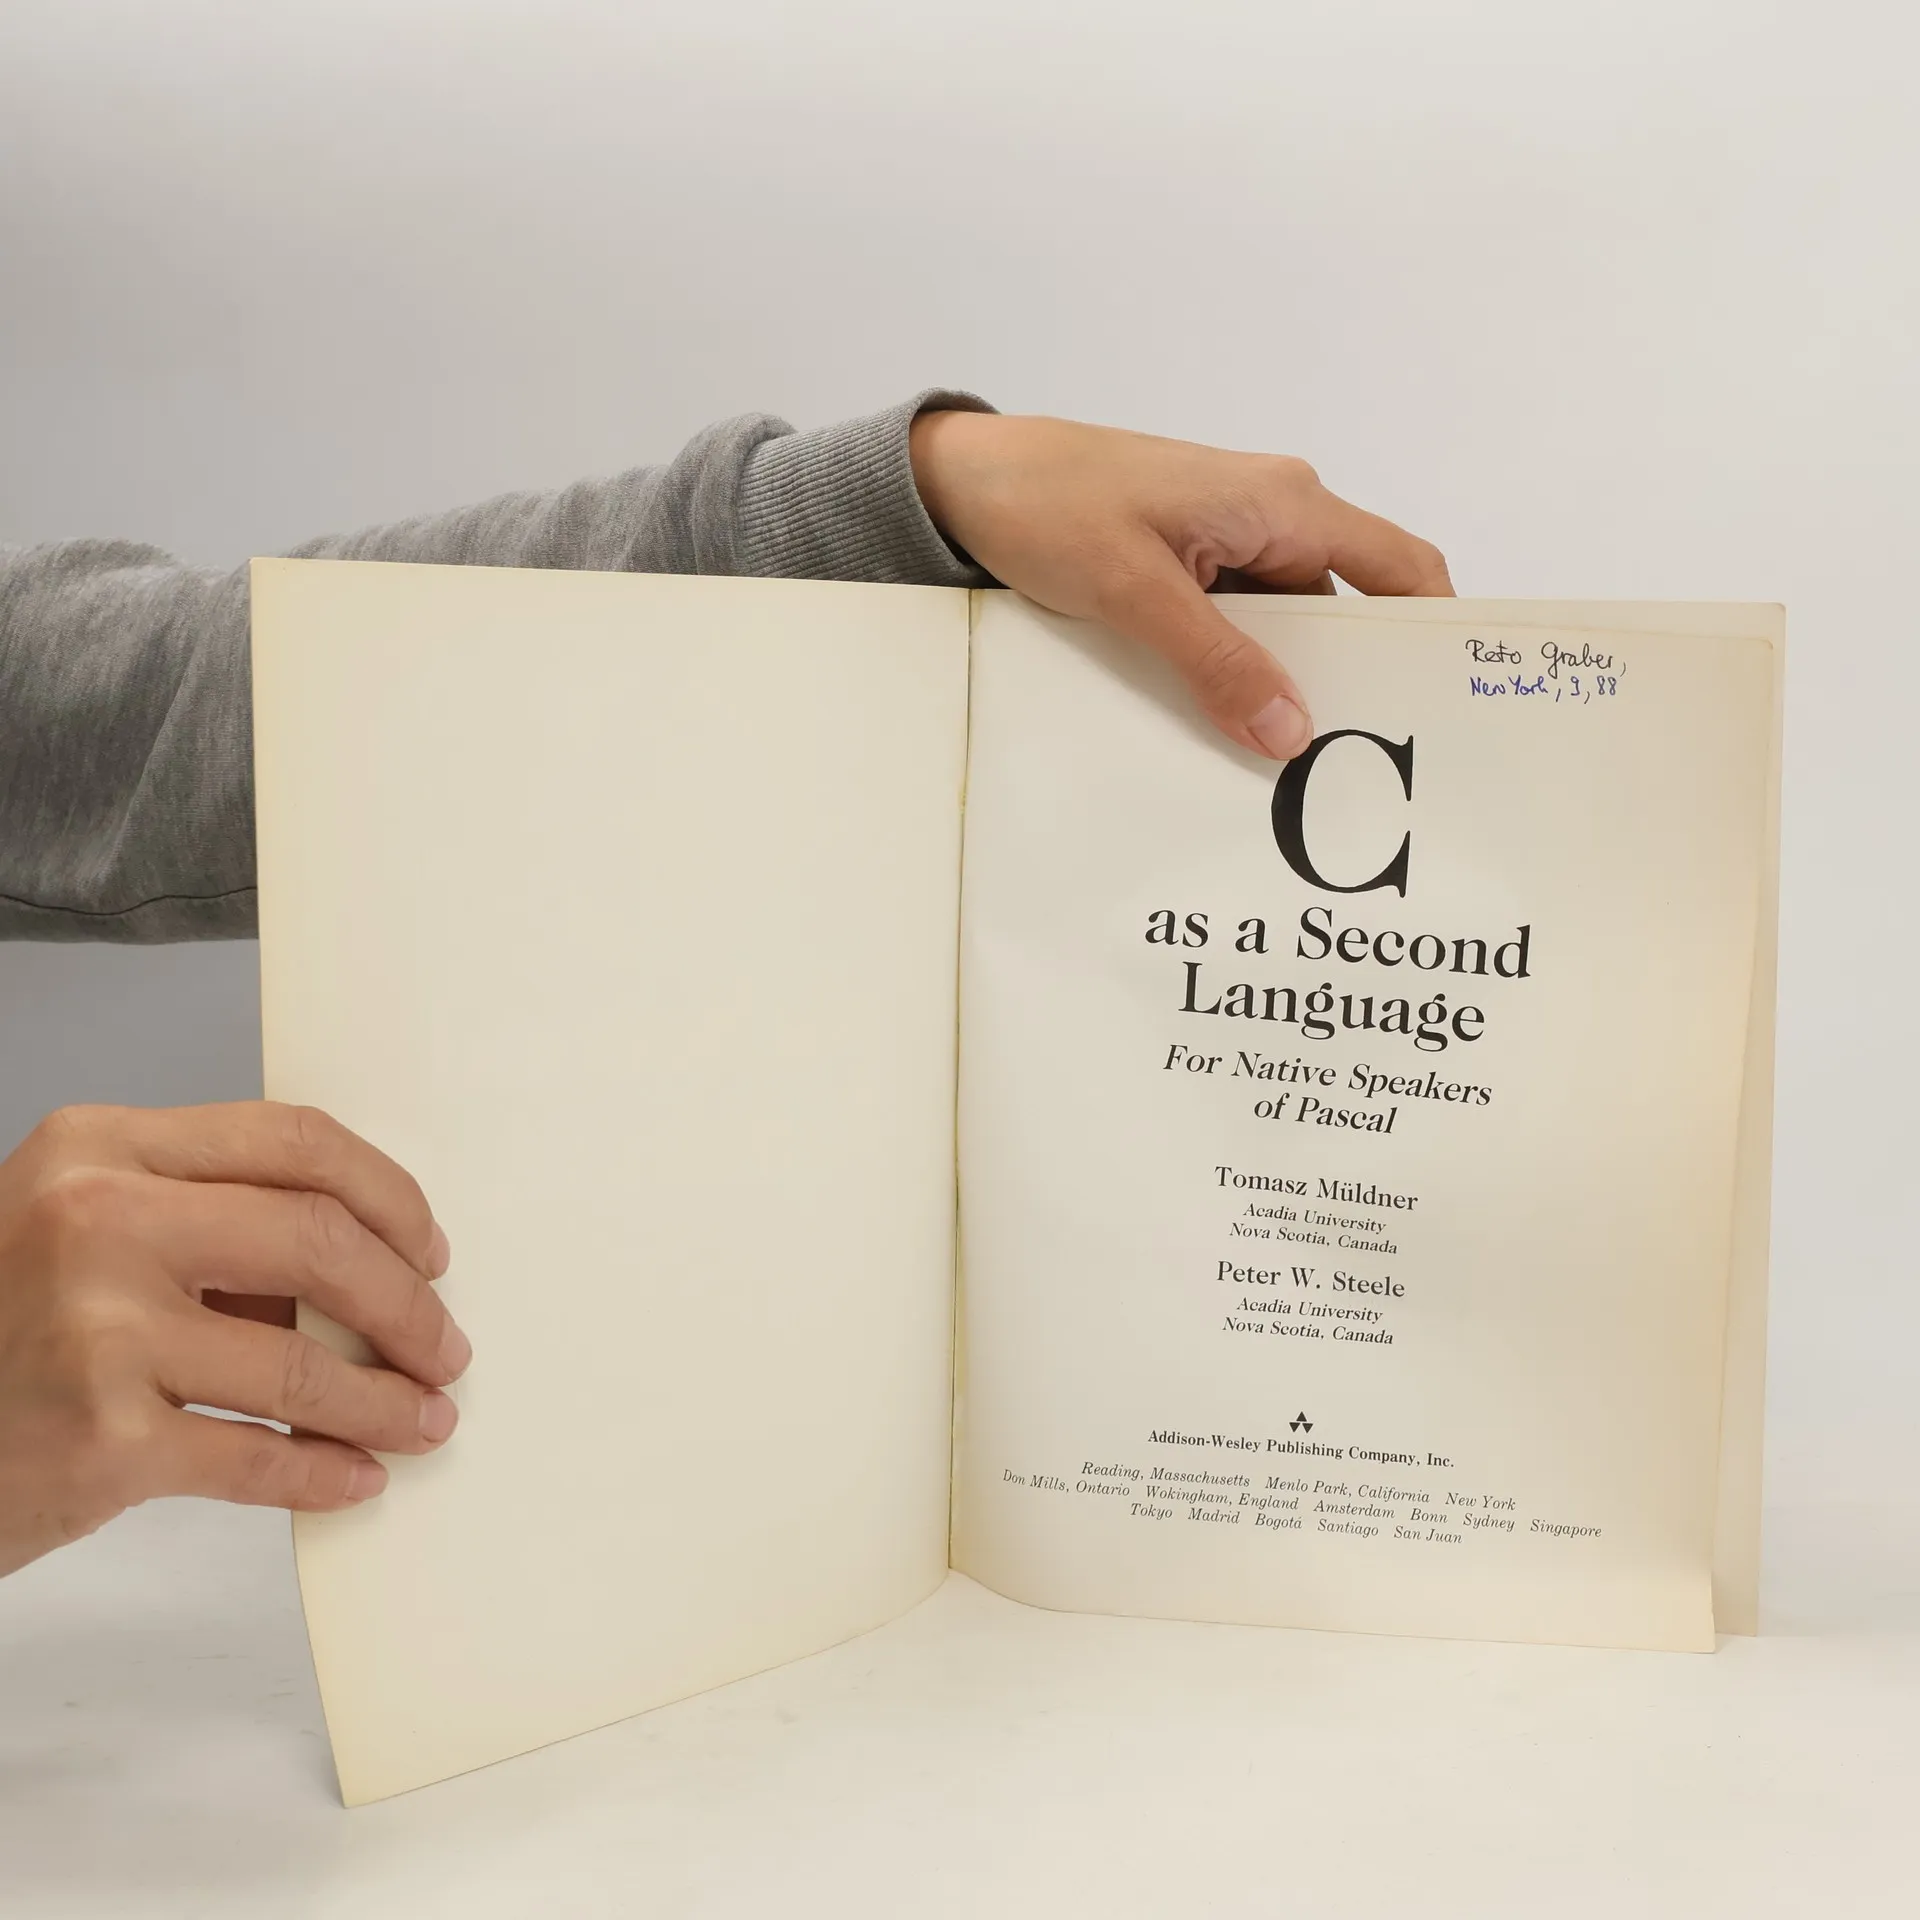 Reto Graber,
New York, 9, 88
C
as a Second
Language
For Native Speakers
of Pascal
Tomasz Müldner
Acadia University
Nova Scotia, Canada
Peter W. Steele
Acadia University
Nova Scotia, Canada
Addison-Wesley Publishing Company, Inc.
Reading, Massachusetts Menlo Park, California New York
Don Mills, Ontario Wokingham, England Amsterdam Bonn Sydney Singapore
Tokyo Madrid Bogotá Santiago San Juan